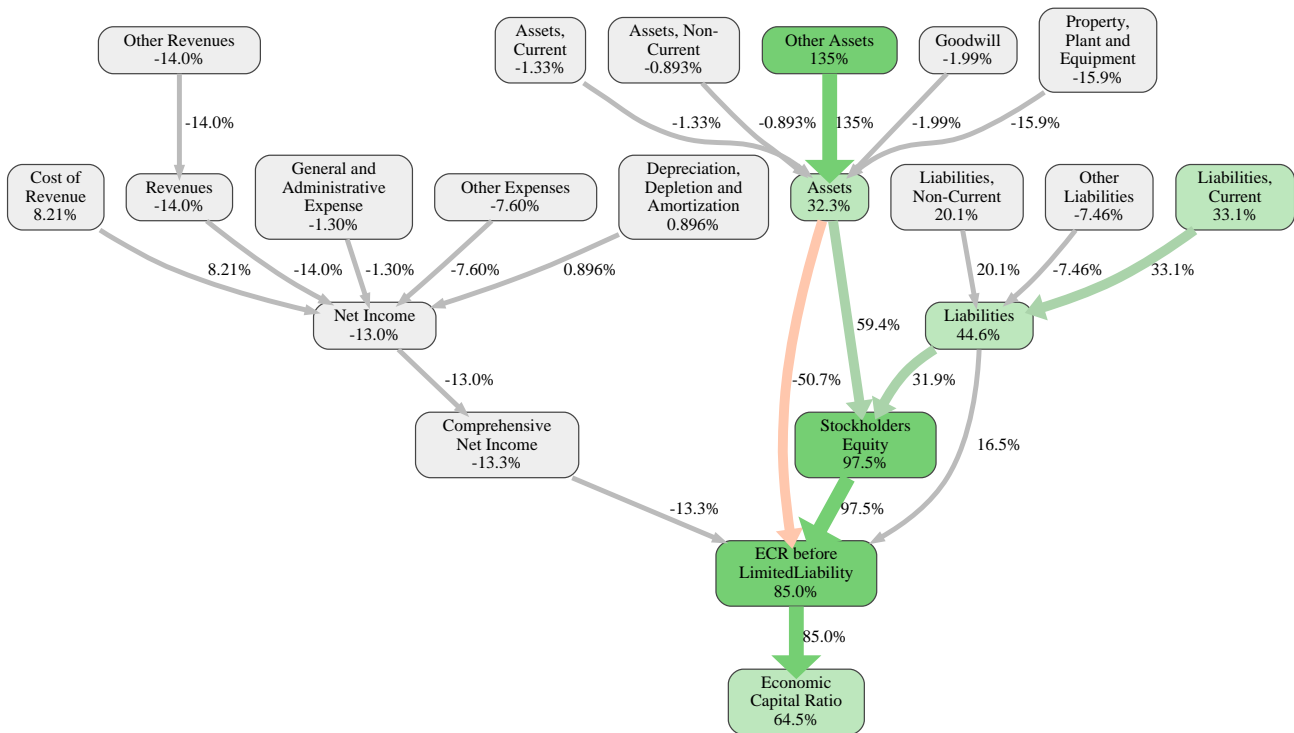 Other Revenues
-14.0%
Assets,
Current
-1.33%
Assets, Non-
Current
-0.893%
Other Assets
135%
Goodwill
-1.99%
Property,
Plant and
Equipment
-15.9%
-14.0%
-1.33%
-0.893%
135%
-1.99%
-15.9%
Cost of
Revenue
8.21%
Revenues
-14.0%
General and
Administrative
Expense
-1.30%
Other Expenses
-7.60%
Depreciation,
Depletion and
Amortization
0.896%
Assets
32.3%
Liabilities,
Non-Current
20.1%
Other
Liabilities
-7.46%
Liabilities,
Current
33.1%
8.21%
-14.0%
-1.30%
-7.60%
0.896%
20.1%
-7.46%
33.1%
Net Income
-13.0%
59.4%
Liabilities
44.6%
-13.0%
-50.7%
31.9%
Comprehensive
Net Income
-13.3%
Stockholders
Equity
97.5%
16.5%
-13.3%
97.5%
ECR before
LimitedLiability
85.0%
85.0%
Economic
Capital Ratio
64.5%